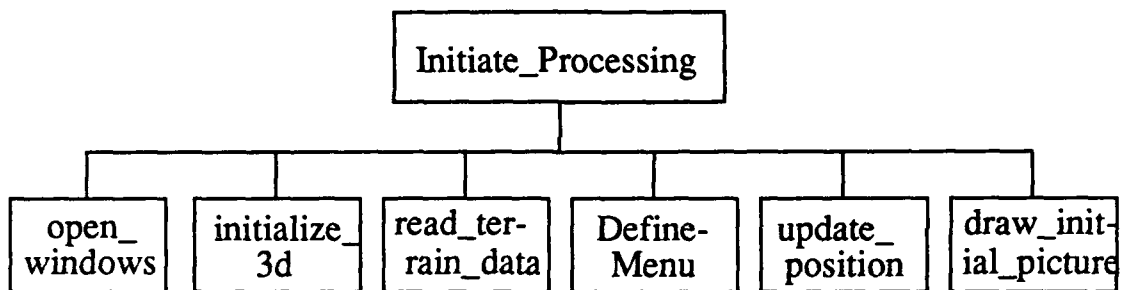 Initiate_Processing
open_
windows
initialize_
3d
read_ter-
rain_data
Define-
Menu
update_
position
draw_init-
ial_picture